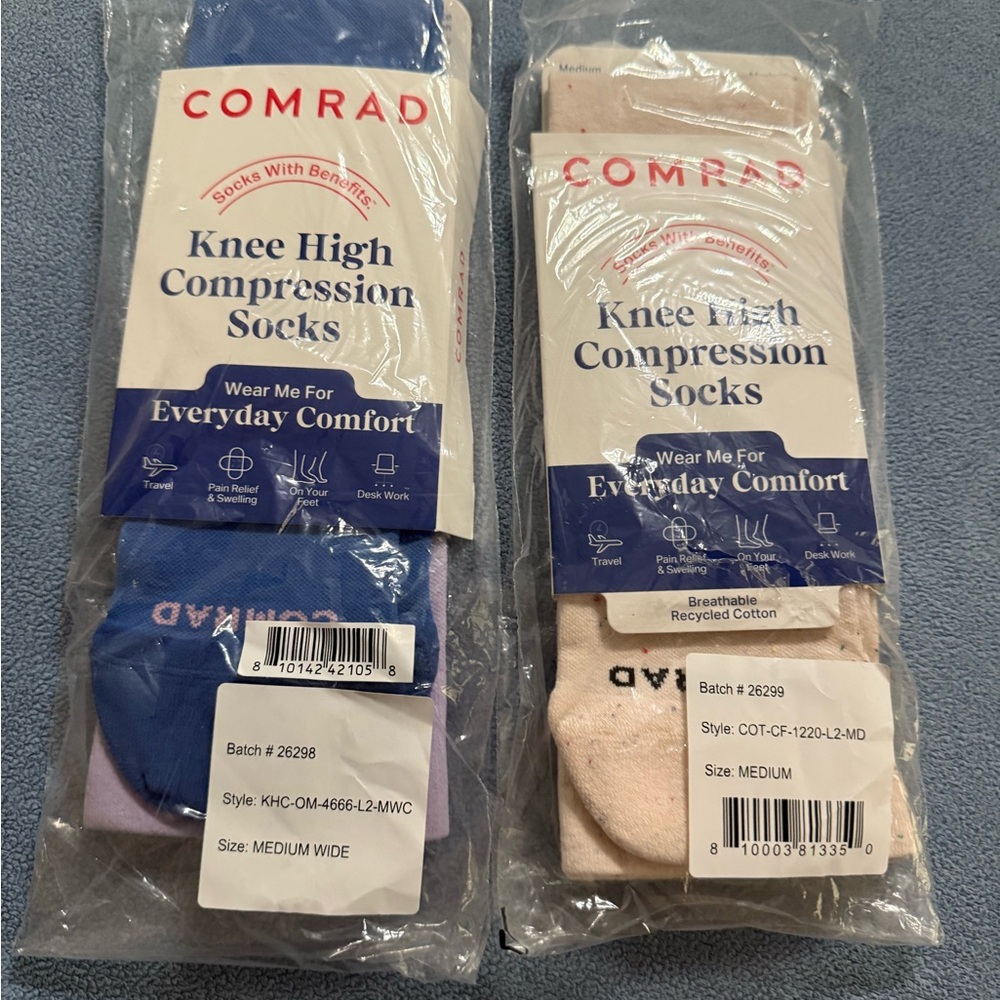 COMRAD
Socks With Benefits.
Knee High
Compression
Socks
Wear Me For
Everyday Comfort
Travel
Pain Relief
& Swelling
On Your
Feet
Desk Work
COMRAD
COMRAD
8 10142 42105 8
Batch # 26298
Style: KHC-OM-4666-L2-MWC
Size: MEDIUM WIDE
Medium
COMRAD
Socks With Benefits.
Knee High
Compression
Socks
Wear Me For
Everyday Comfort
Travel
Pain Relief
& Swelling
On Your
Feet
Desk Work
Breathable
Recycled Cotton
RAD
Batch # 26299
Style: COT-CF-1220-L2-MD
Size: MEDIUM
8 10003 81335 0